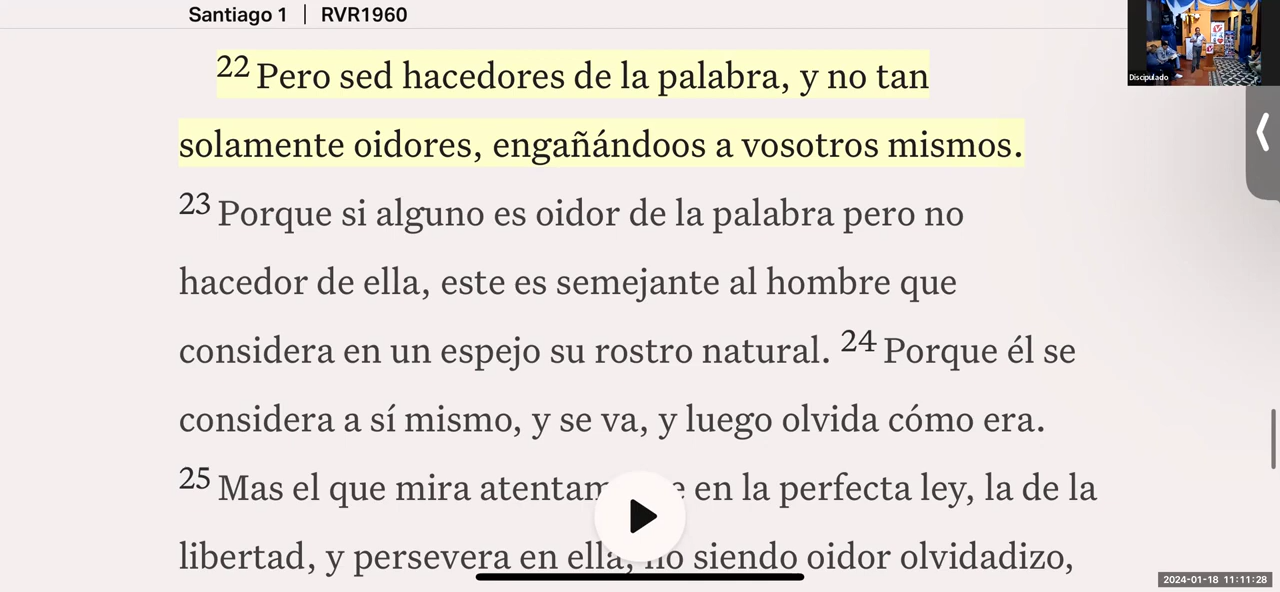 Santiago 1 | RVR1960
22 Pero sed hacedores de la palabra, y no tan
solamente oidores, engañándoos a vosotros mismos.
23 Porque si alguno es oidor de la palabra pero no
hacedor de ella, este es semejante al hombre que
considera en un espejo su rostro natural. 24 Porque él se
considera a sí mismo, y se va, y luego olvida cómo era.
25 Mas el que mira atentam e en la perfecta ley, la de la
libertad, y persevera en ella, no siendo oidor olvidadizo,
Discipulado
2024-01-18 11:11:28